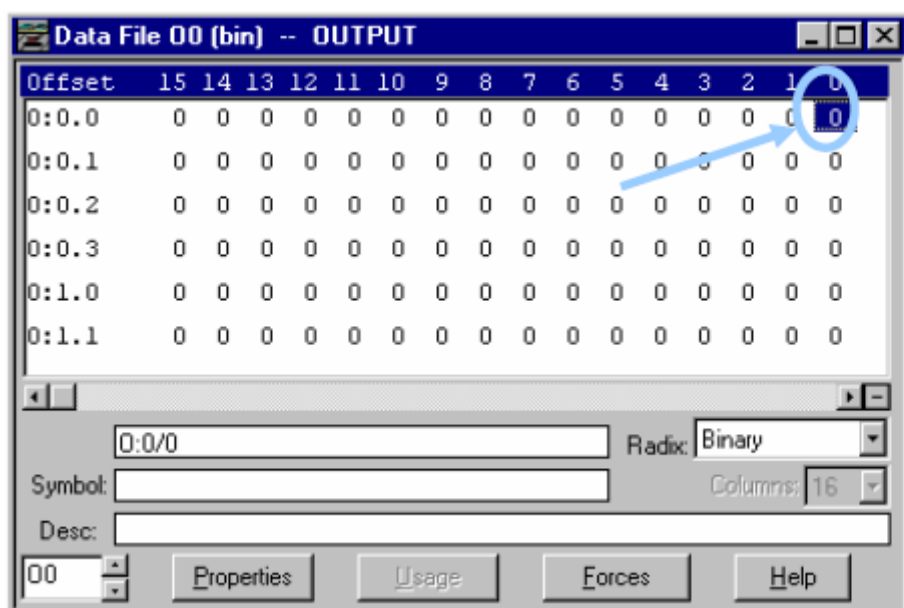 Data File O0 (bin) -- OUTPUT
Offset 15 14 13 12 11 10 9 8 7 6 5 4 3 2 1 0
O:0.0 0 0 0 0 0 0 0 0 0 0 0 0 0 0 0 0
O:0.1 0 0 0 0 0 0 0 0 0 0 0 0 0 0 0 0
O:0.2 0 0 0 0 0 0 0 0 0 0 0 0 0 0 0 0
O:0.3 0 0 0 0 0 0 0 0 0 0 0 0 0 0 0 0
O:1.0 0 0 0 0 0 0 0 0 0 0 0 0 0 0 0 0
O:1.1 0 0 0 0 0 0 0 0 0 0 0 0 0 0 0 0
O:0/0 Radix: Binary
Symbol: Columns: 16
Desc:
O0 Properties Usage Forces Help